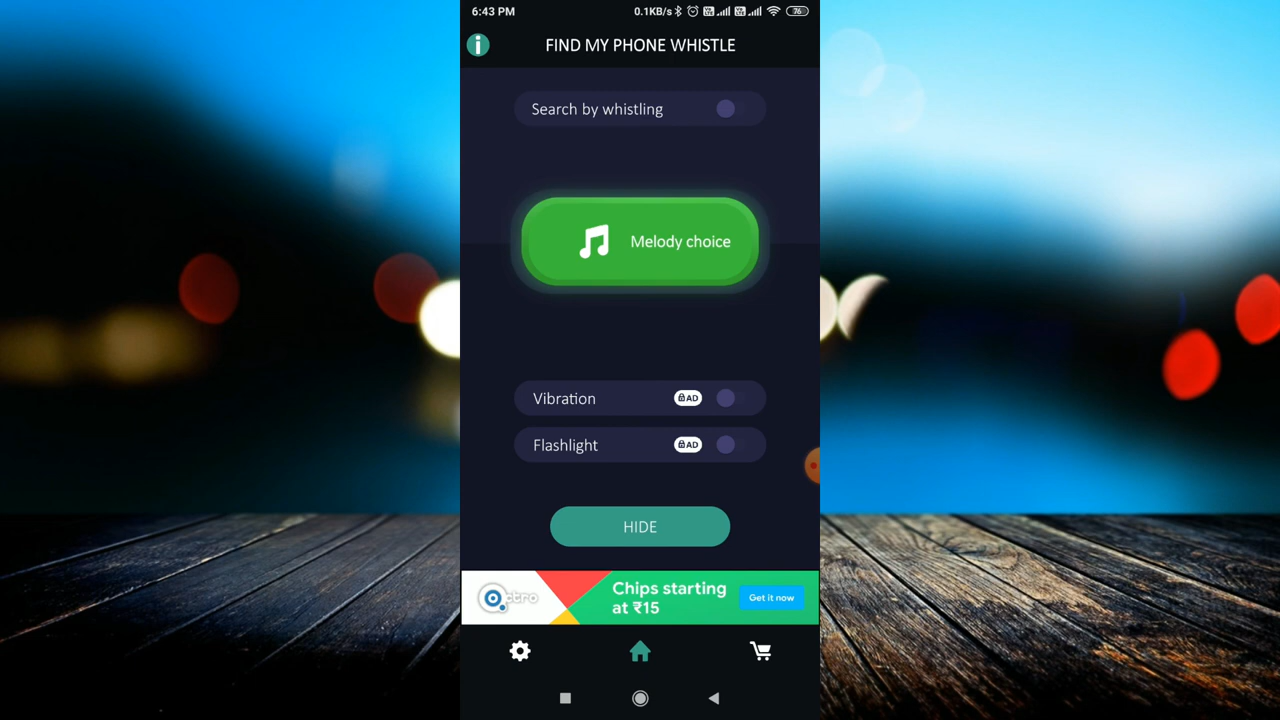 6:43 PM
0.1KB/s
76
FIND MY PHONE WHISTLE
Search by whistling
Melody choice
Vibration
AD
Flashlight
AD
HIDE
Chips starting
at ₹15
Get it now